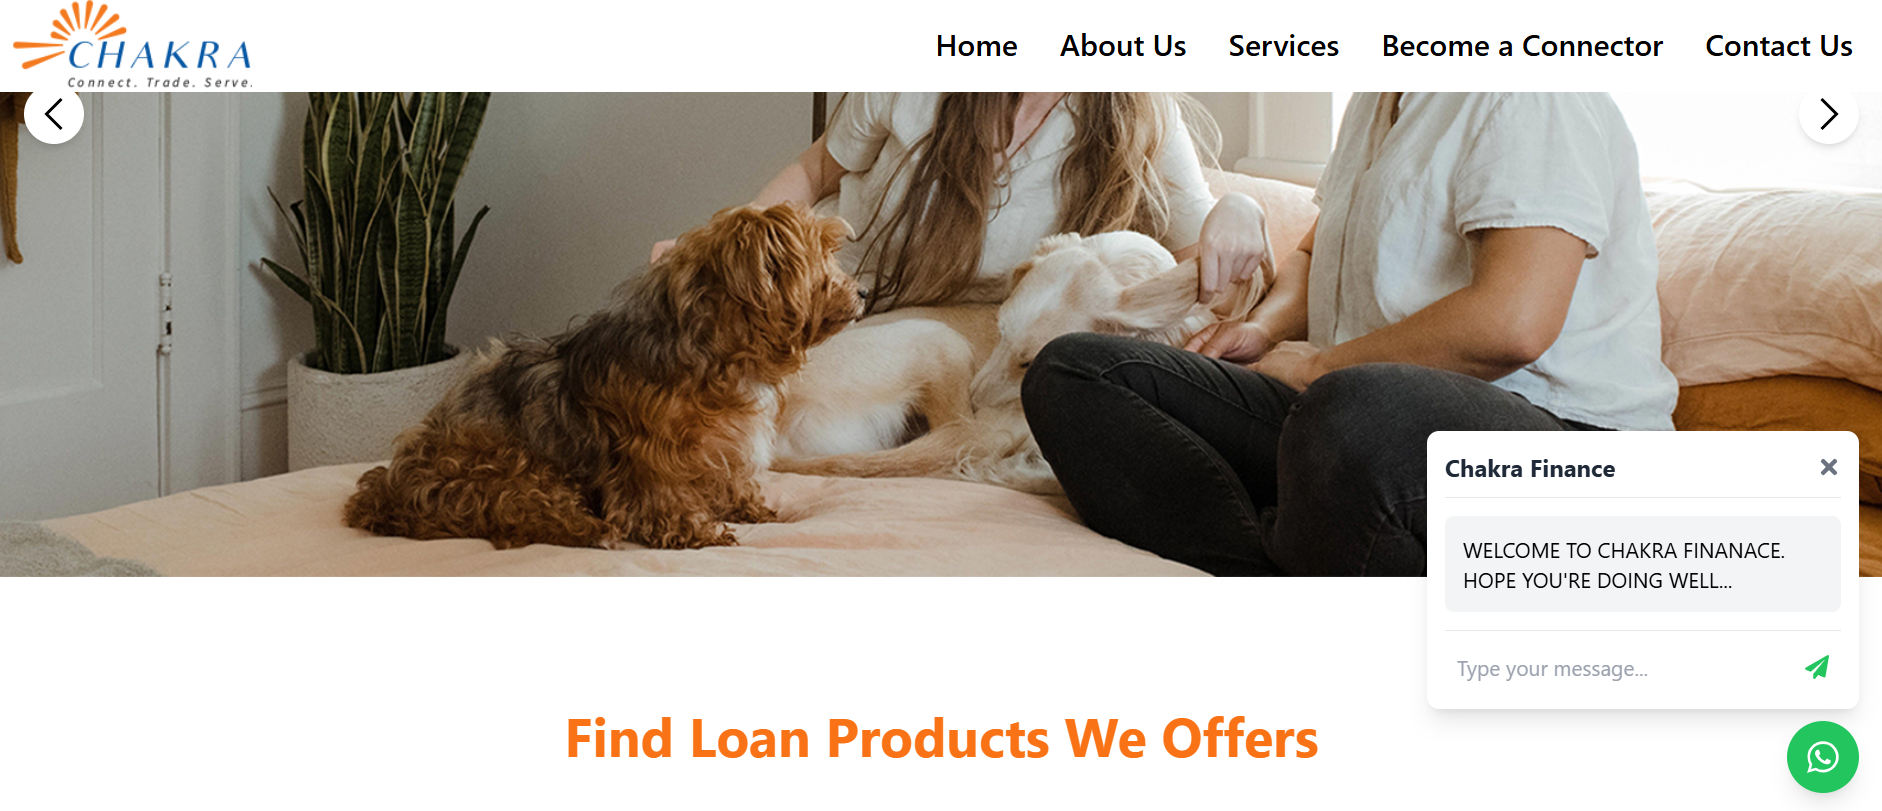 CHAKRA
Connect. Trade. Serve.
Home About Us Services Become a Connector Contact Us
Chakra Finance
WELCOME TO CHAKRA FINANACE.
HOPE YOU'RE DOING WELL...
Type your message...
Find Loan Products We Offers